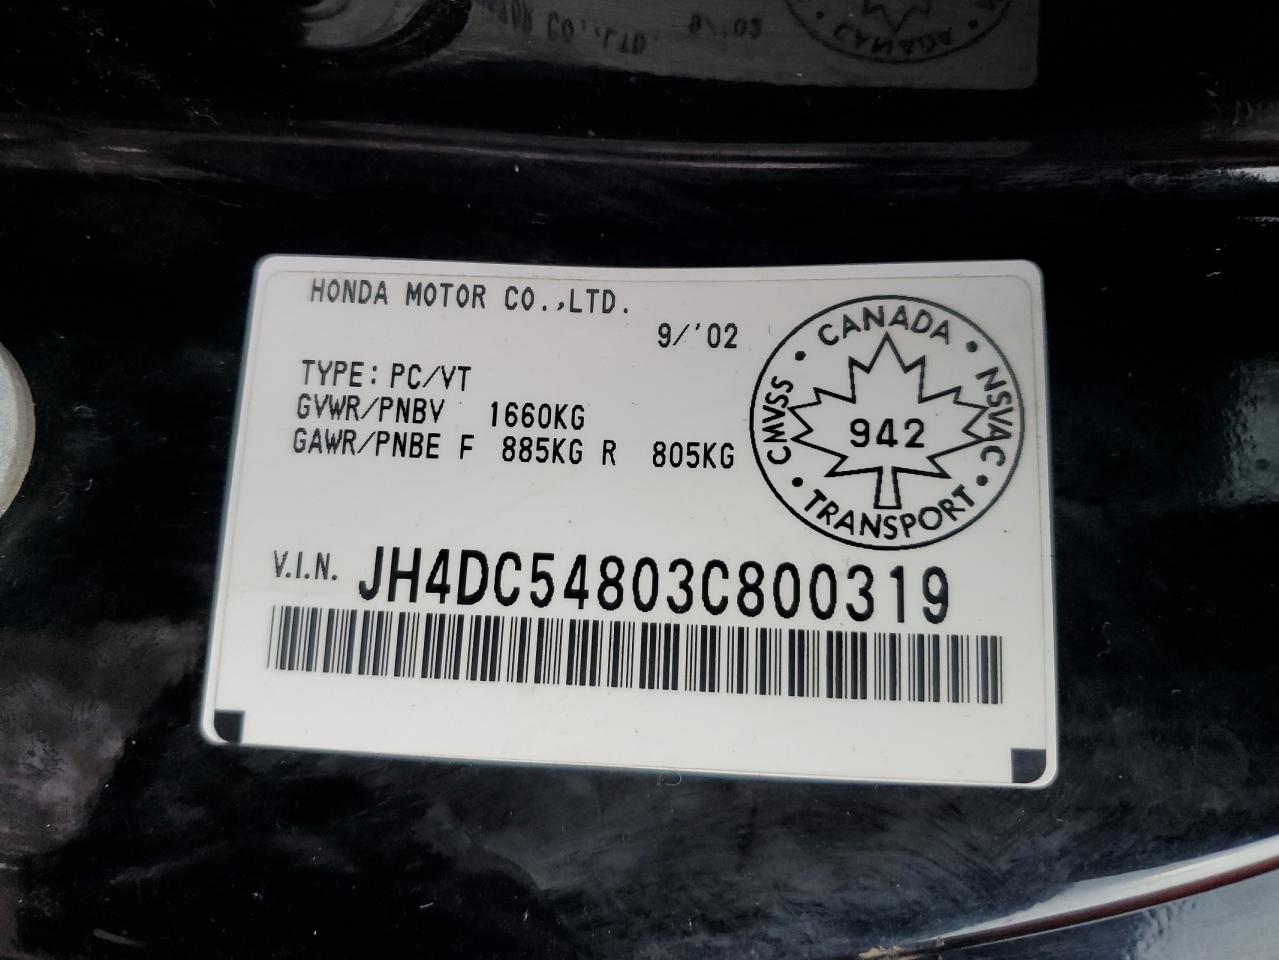 HONDA MOTOR CO.,LTD.
9/'02
TYPE: PC/VT
GVWR/PNBV 1660KG
GAWR/PNBE F 885KG R 805KG
CANADA
CMVSS
NSVAC
942
TRANSPORT
V.I.N. JH4DC54803C800319